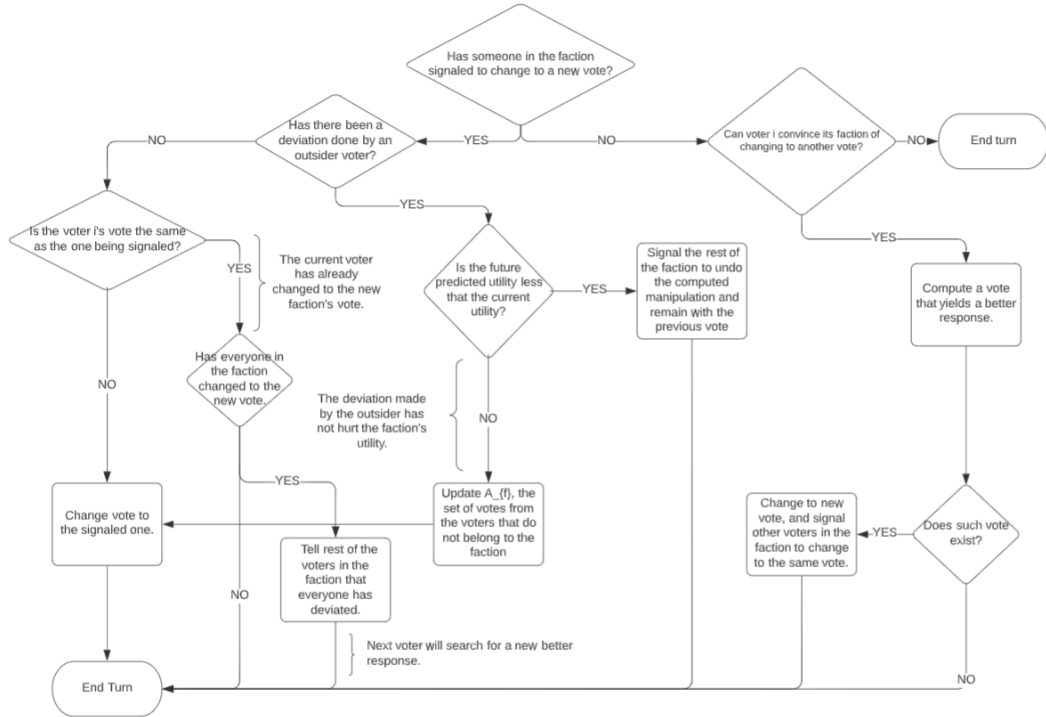 Has someone in the faction
signaled to change to a new vote?
Has there been a
deviation done by an
outsider voter?
NO
YES
NO
Can voter i convince its faction of
changing to another vote?
NO
End turn
YES
Is the voter i's vote the same
as the one being signaled?
YES
The current voter
has already
changed to the new
faction's vote.
Is the future
predicted utility less
that the current
utility?
YES
Signal the rest of
the faction to undo
the computed
manipulation and
remain with the
previous vote
YES
Compute a vote
that yields a better
response.
Has everyone in
the faction
changed to the
new vote.
NO
The deviation made
by the outsider has
not hurt the faction's
utility.
NO
YES
Change vote to
the signaled one.
Update A_{f}, the
set of votes from
the voters that do
not belong to the
faction
Change to new
vote, and signal
other voters in the
faction to change
to the same vote.
YES
Does such vote
exist?
Tell rest of the
voters in the
faction that
everyone has
deviated.
NO
Next voter will search for a new better
response.
End Turn
NO